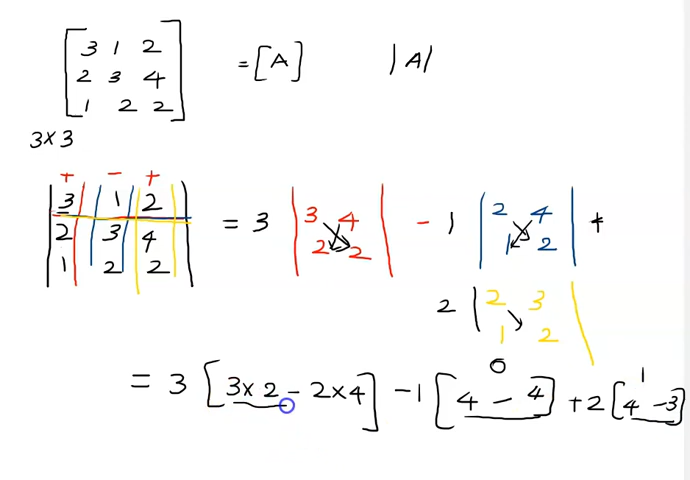 3 1 2
2 3 4 = [A] |A|
1 2 2
3×3
+ - +
3 1 2 = 3 | 3 4 | - 1 | 2 4 | +
2 3 4 | 2 2 | | 1 2 |
1 2 2
2 | 2 3 |
| 1 2 |
0 1
= 3 [3×2 - 2×4] - 1 [4 - 4] + 2 [4 - 3]